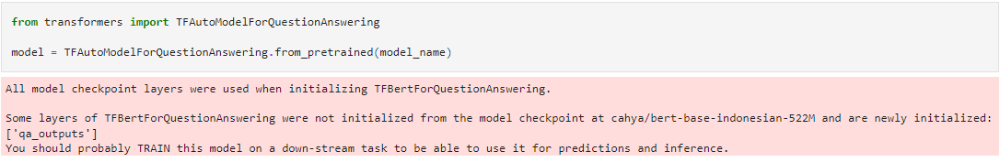 from transformers import TFAutoModelForQuestionAnswering
model = TFAutoModelForQuestionAnswering.from_pretrained(model_name)
All model checkpoint layers were used when initializing TFBertForQuestionAnswering.
Some layers of TFBertForQuestionAnswering were not initialized from the model checkpoint at cahya/bert-base-indonesian-522M and are newly initialized:
['qa_outputs']
You should probably TRAIN this model on a down-stream task to be able to use it for predictions and inference.